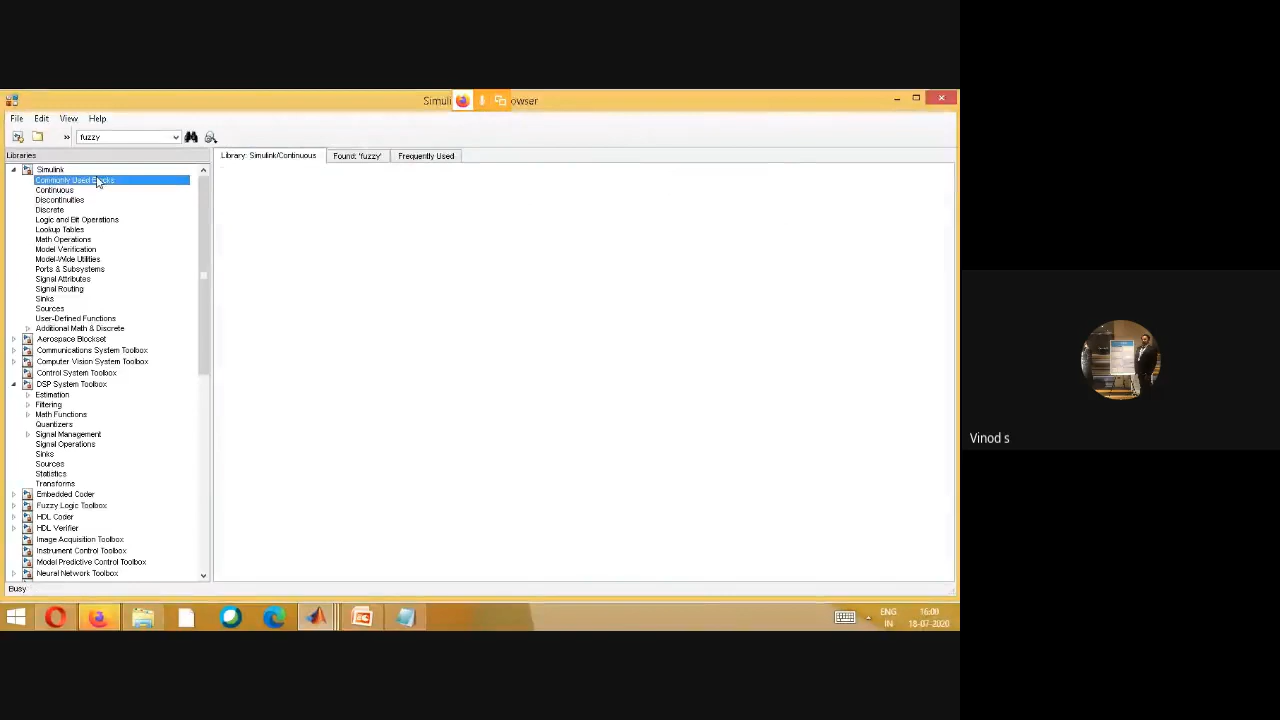 Simuli
owser
File Edit View Help
» fuzzy
Libraries
Library: Simulink/Continuous Found: 'fuzzy' Frequently Used
Simulink
Commonly Used Blocks
Continuous
Discontinuities
Discrete
Logic and Bit Operations
Lookup Tables
Math Operations
Model Verification
Model-Wide Utilities
Ports & Subsystems
Signal Attributes
Signal Routing
Sinks
Sources
User-Defined Functions
Additional Math & Discrete
Aerospace Blockset
Communications System Toolbox
Computer Vision System Toolbox
Control System Toolbox
DSP System Toolbox
Estimation
Filtering
Math Functions
Quantizers
Signal Management
Signal Operations
Sinks
Sources
Statistics
Transforms
Embedded Coder
Fuzzy Logic Toolbox
HDL Coder
HDL Verifier
Image Acquisition Toolbox
Instrument Control Toolbox
Model Predictive Control Toolbox
Neural Network Toolbox
Busy
Vinod s
ENG
IN
18-07-2020